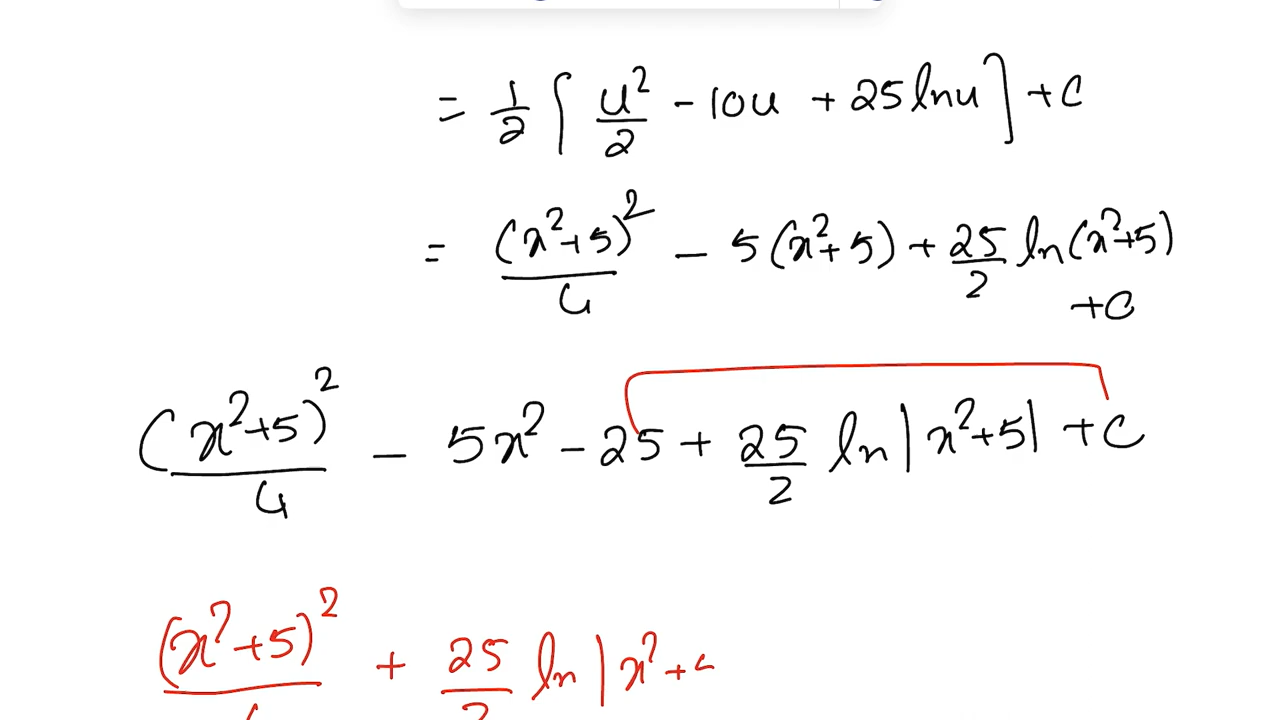 = 1/2 [ u²/2 - 10u + 25 ln u ] + C
= (x²+5)²/4 - 5(x²+5) + 25/2 ln(x²+5)
+C
(x²+5)²/4 - 5x² - 25 + 25/2 ln|x²+5| + C
(x²+5)²/4 + 25/2 ln|x²+